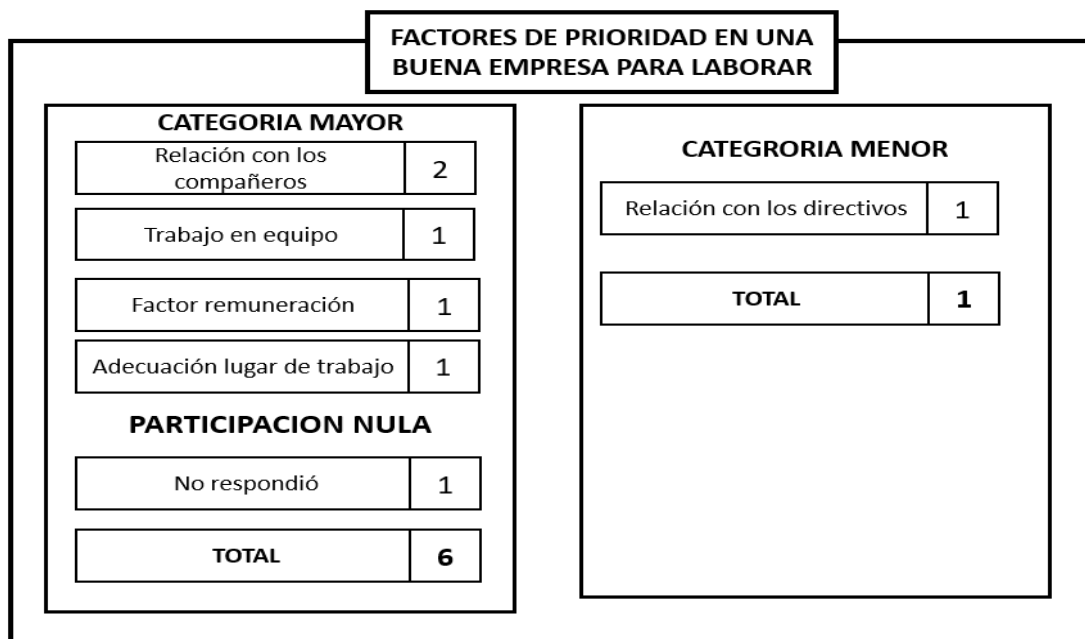 FACTORES DE PRIORIDAD EN UNA
BUENA EMPRESA PARA LABORAR
CATEGORIA MAYOR
Relación con los
compañeros
2
Trabajo en equipo
1
Factor remuneración
1
Adecuación lugar de trabajo
1
PARTICIPACION NULA
No respondió
1
TOTAL
6
CATEGRORIA MENOR
Relación con los directivos
1
TOTAL
1